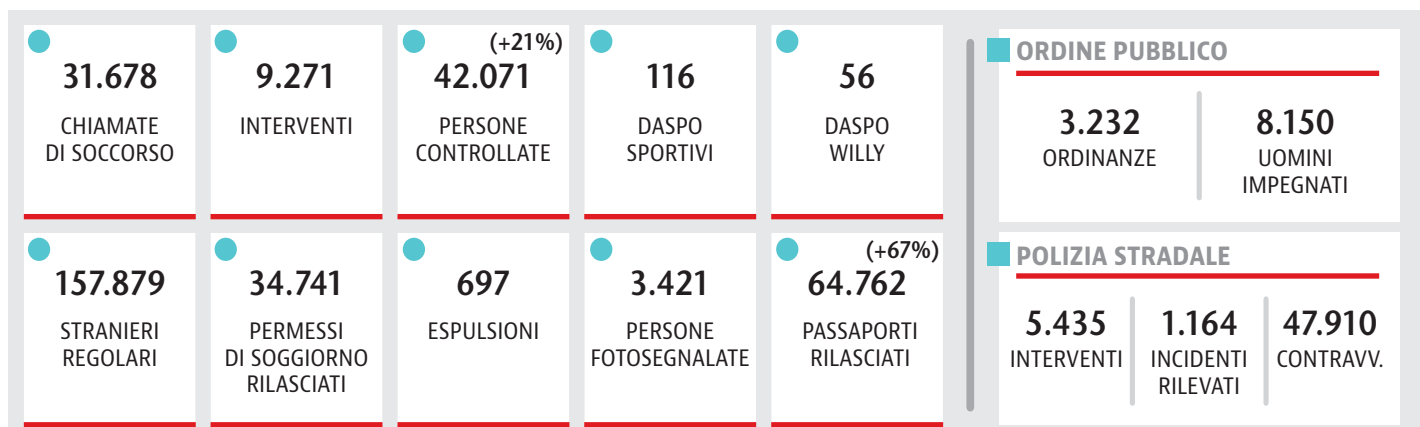 31.678
CHIAMATE
DI SOCCORSO
9.271
INTERVENTI
(+21%)
42.071
PERSONE
CONTROLLATE
116
DASPO
SPORTIVI
56
DASPO
WILLY
157.879
STRANIERI
REGOLARI
34.741
PERMESSI
DI SOGGIORNO
RILASCIATI
697
ESPULSIONI
3.421
PERSONE
FOTOSEGNALATE
(+67%)
64.762
PASSAPORTI
RILASCIATI
ORDINE PUBBLICO
3.232
ORDINANZE
8.150
UOMINI
IMPEGNATI
POLIZIA STRADALE
5.435
INTERVENTI
1.164
INCIDENTI
RILEVATI
47.910
CONTRAVV.